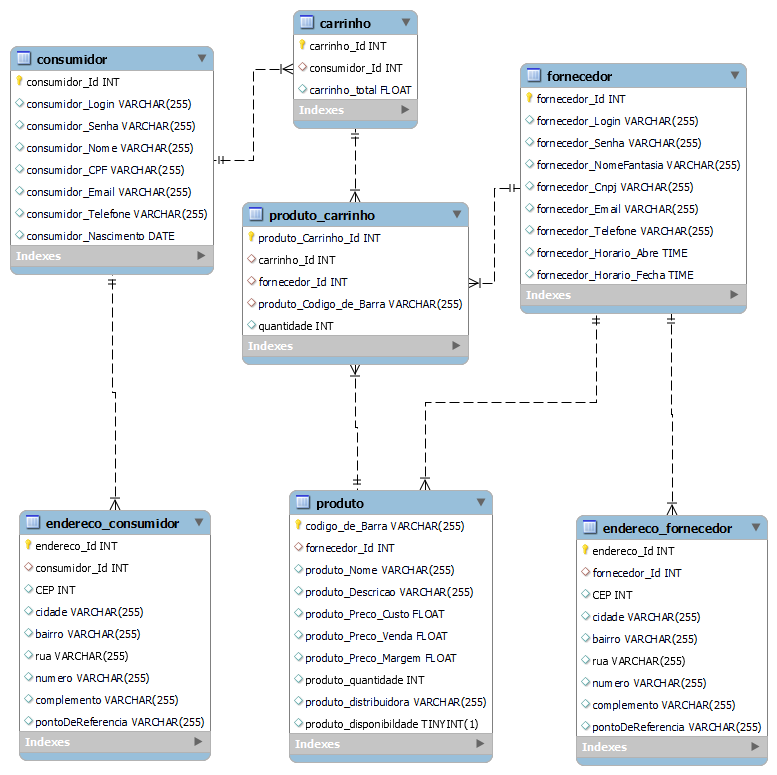 carrinho
carrinho_Id INT
consumidor_Id INT
carrinho_total FLOAT
Indexes
consumidor
consumidor_Id INT
consumidor_Login VARCHAR(255)
consumidor_Senha VARCHAR(255)
consumidor_Nome VARCHAR(255)
consumidor_CPF VARCHAR(255)
consumidor_Email VARCHAR(255)
consumidor_Telefone VARCHAR(255)
consumidor_Nascimento DATE
Indexes
fornecedor
fornecedor_Id INT
fornecedor_Login VARCHAR(255)
fornecedor_Senha VARCHAR(255)
fornecedor_NomeFantasia VARCHAR(255)
fornecedor_Cnpj VARCHAR(255)
fornecedor_Email VARCHAR(255)
fornecedor_Telefone VARCHAR(255)
fornecedor_Horario_Abre TIME
fornecedor_Horario_Fecha TIME
Indexes
produto_carrinho
produto_Carrinho_Id INT
carrinho_Id INT
fornecedor_Id INT
produto_Codigo_de_Barra VARCHAR(255)
quantidade INT
Indexes
endereco_consumidor
endereco_Id INT
consumidor_Id INT
CEP INT
cidade VARCHAR(255)
bairro VARCHAR(255)
rua VARCHAR(255)
numero VARCHAR(255)
complemento VARCHAR(255)
pontoDeReferencia VARCHAR(255)
Indexes
produto
codigo_de_Barra VARCHAR(255)
fornecedor_Id INT
produto_Nome VARCHAR(255)
produto_Descricao VARCHAR(255)
produto_Preco_Custo FLOAT
produto_Preco_Venda FLOAT
produto_Preco_Margem FLOAT
produto_quantidade INT
produto_distribuidora VARCHAR(255)
produto_disponibildade TINYINT(1)
Indexes
endereco_fornecedor
endereco_Id INT
fornecedor_Id INT
CEP INT
cidade VARCHAR(255)
bairro VARCHAR(255)
rua VARCHAR(255)
numero VARCHAR(255)
complemento VARCHAR(255)
pontoDeReferencia VARCHAR(255)
Indexes